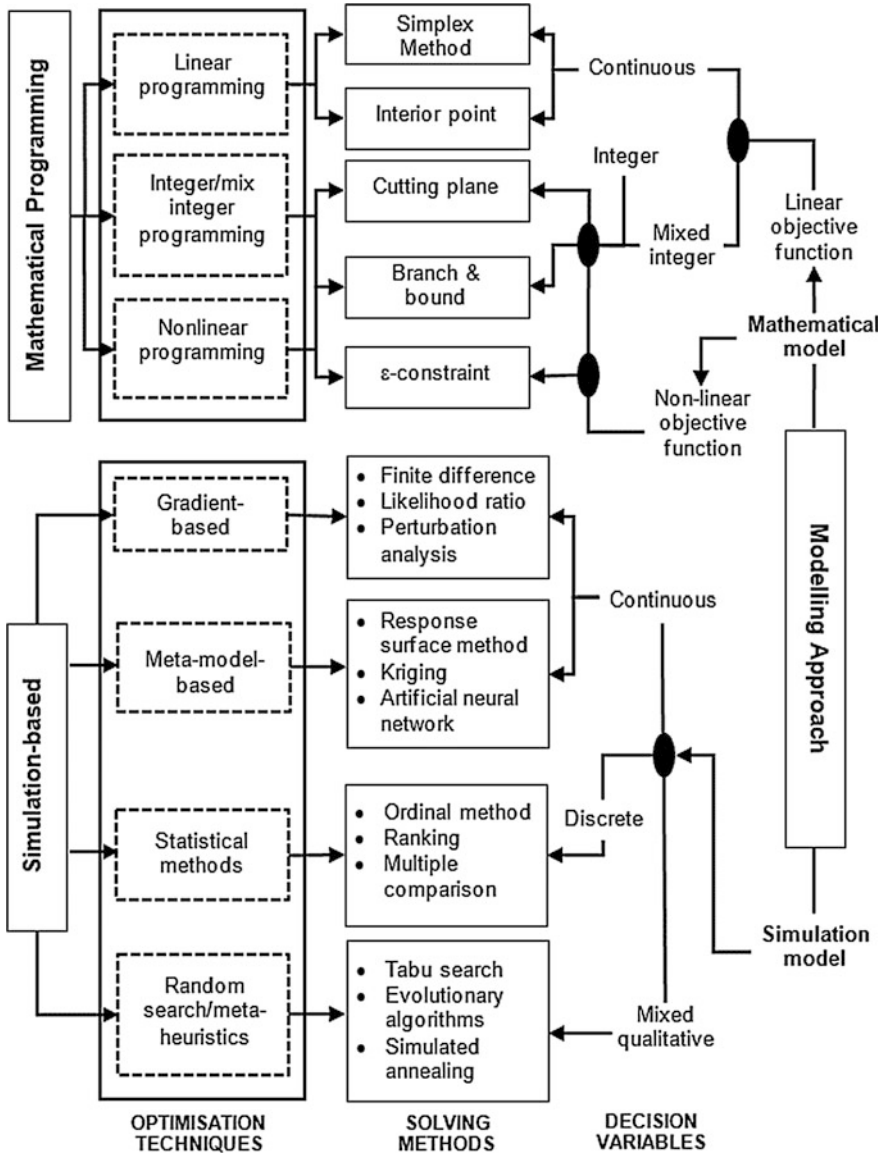 Mathematical Programming
Linear
programming
Integer/mix
integer
programming
Nonlinear
programming
Simplex
Method
Interior point
Cutting plane
Branch &
bound
ε-constraint
Continuous
Integer
Mixed
integer
Linear
objective
function
Mathematical
model
Non-linear
objective
function
Modelling Approach
Simulation-based
Gradient-
based
Meta-model-
based
Statistical
methods
Random
search/meta-
heuristics
• Finite difference
• Likelihood ratio
• Perturbation
analysis
• Response
surface method
• Kriging
• Artificial neural
network
• Ordinal method
• Ranking
• Multiple
comparison
• Tabu search
• Evolutionary
algorithms
• Simulated
annealing
Continuous
Discrete
Mixed
qualitative
Simulation
model
OPTIMISATION
TECHNIQUES
SOLVING
METHODS
DECISION
VARIABLES